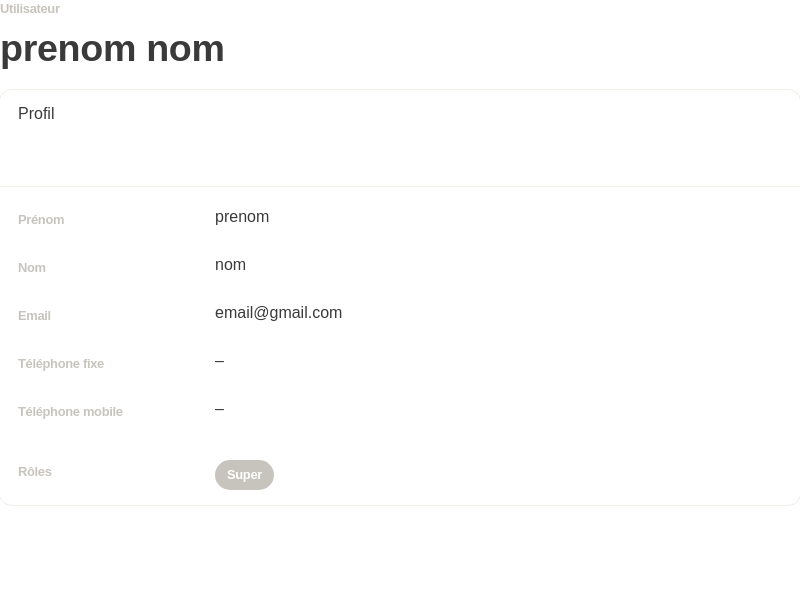 Utilisateur
prenom nom
Profil
Prénom prenom
Nom nom
Email email@gmail.com
Téléphone fixe –
Téléphone mobile –
Rôles Super